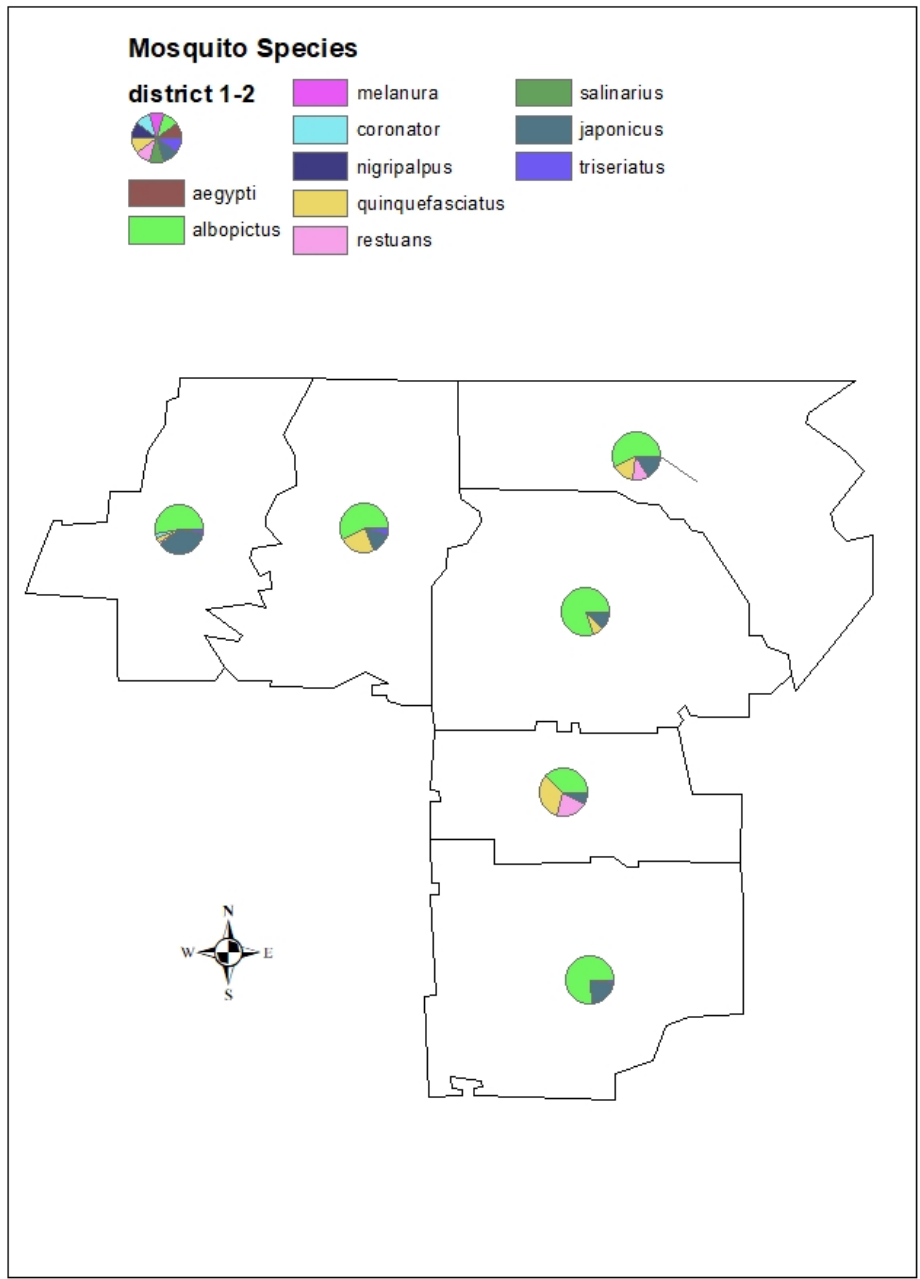 Mosquito Species
district 1-2
aegypti
albopictus
melanura
coronator
nigripalpus
quinquefasciatus
restuans
salinarius
japonicus
triseriatus
N
W E
S